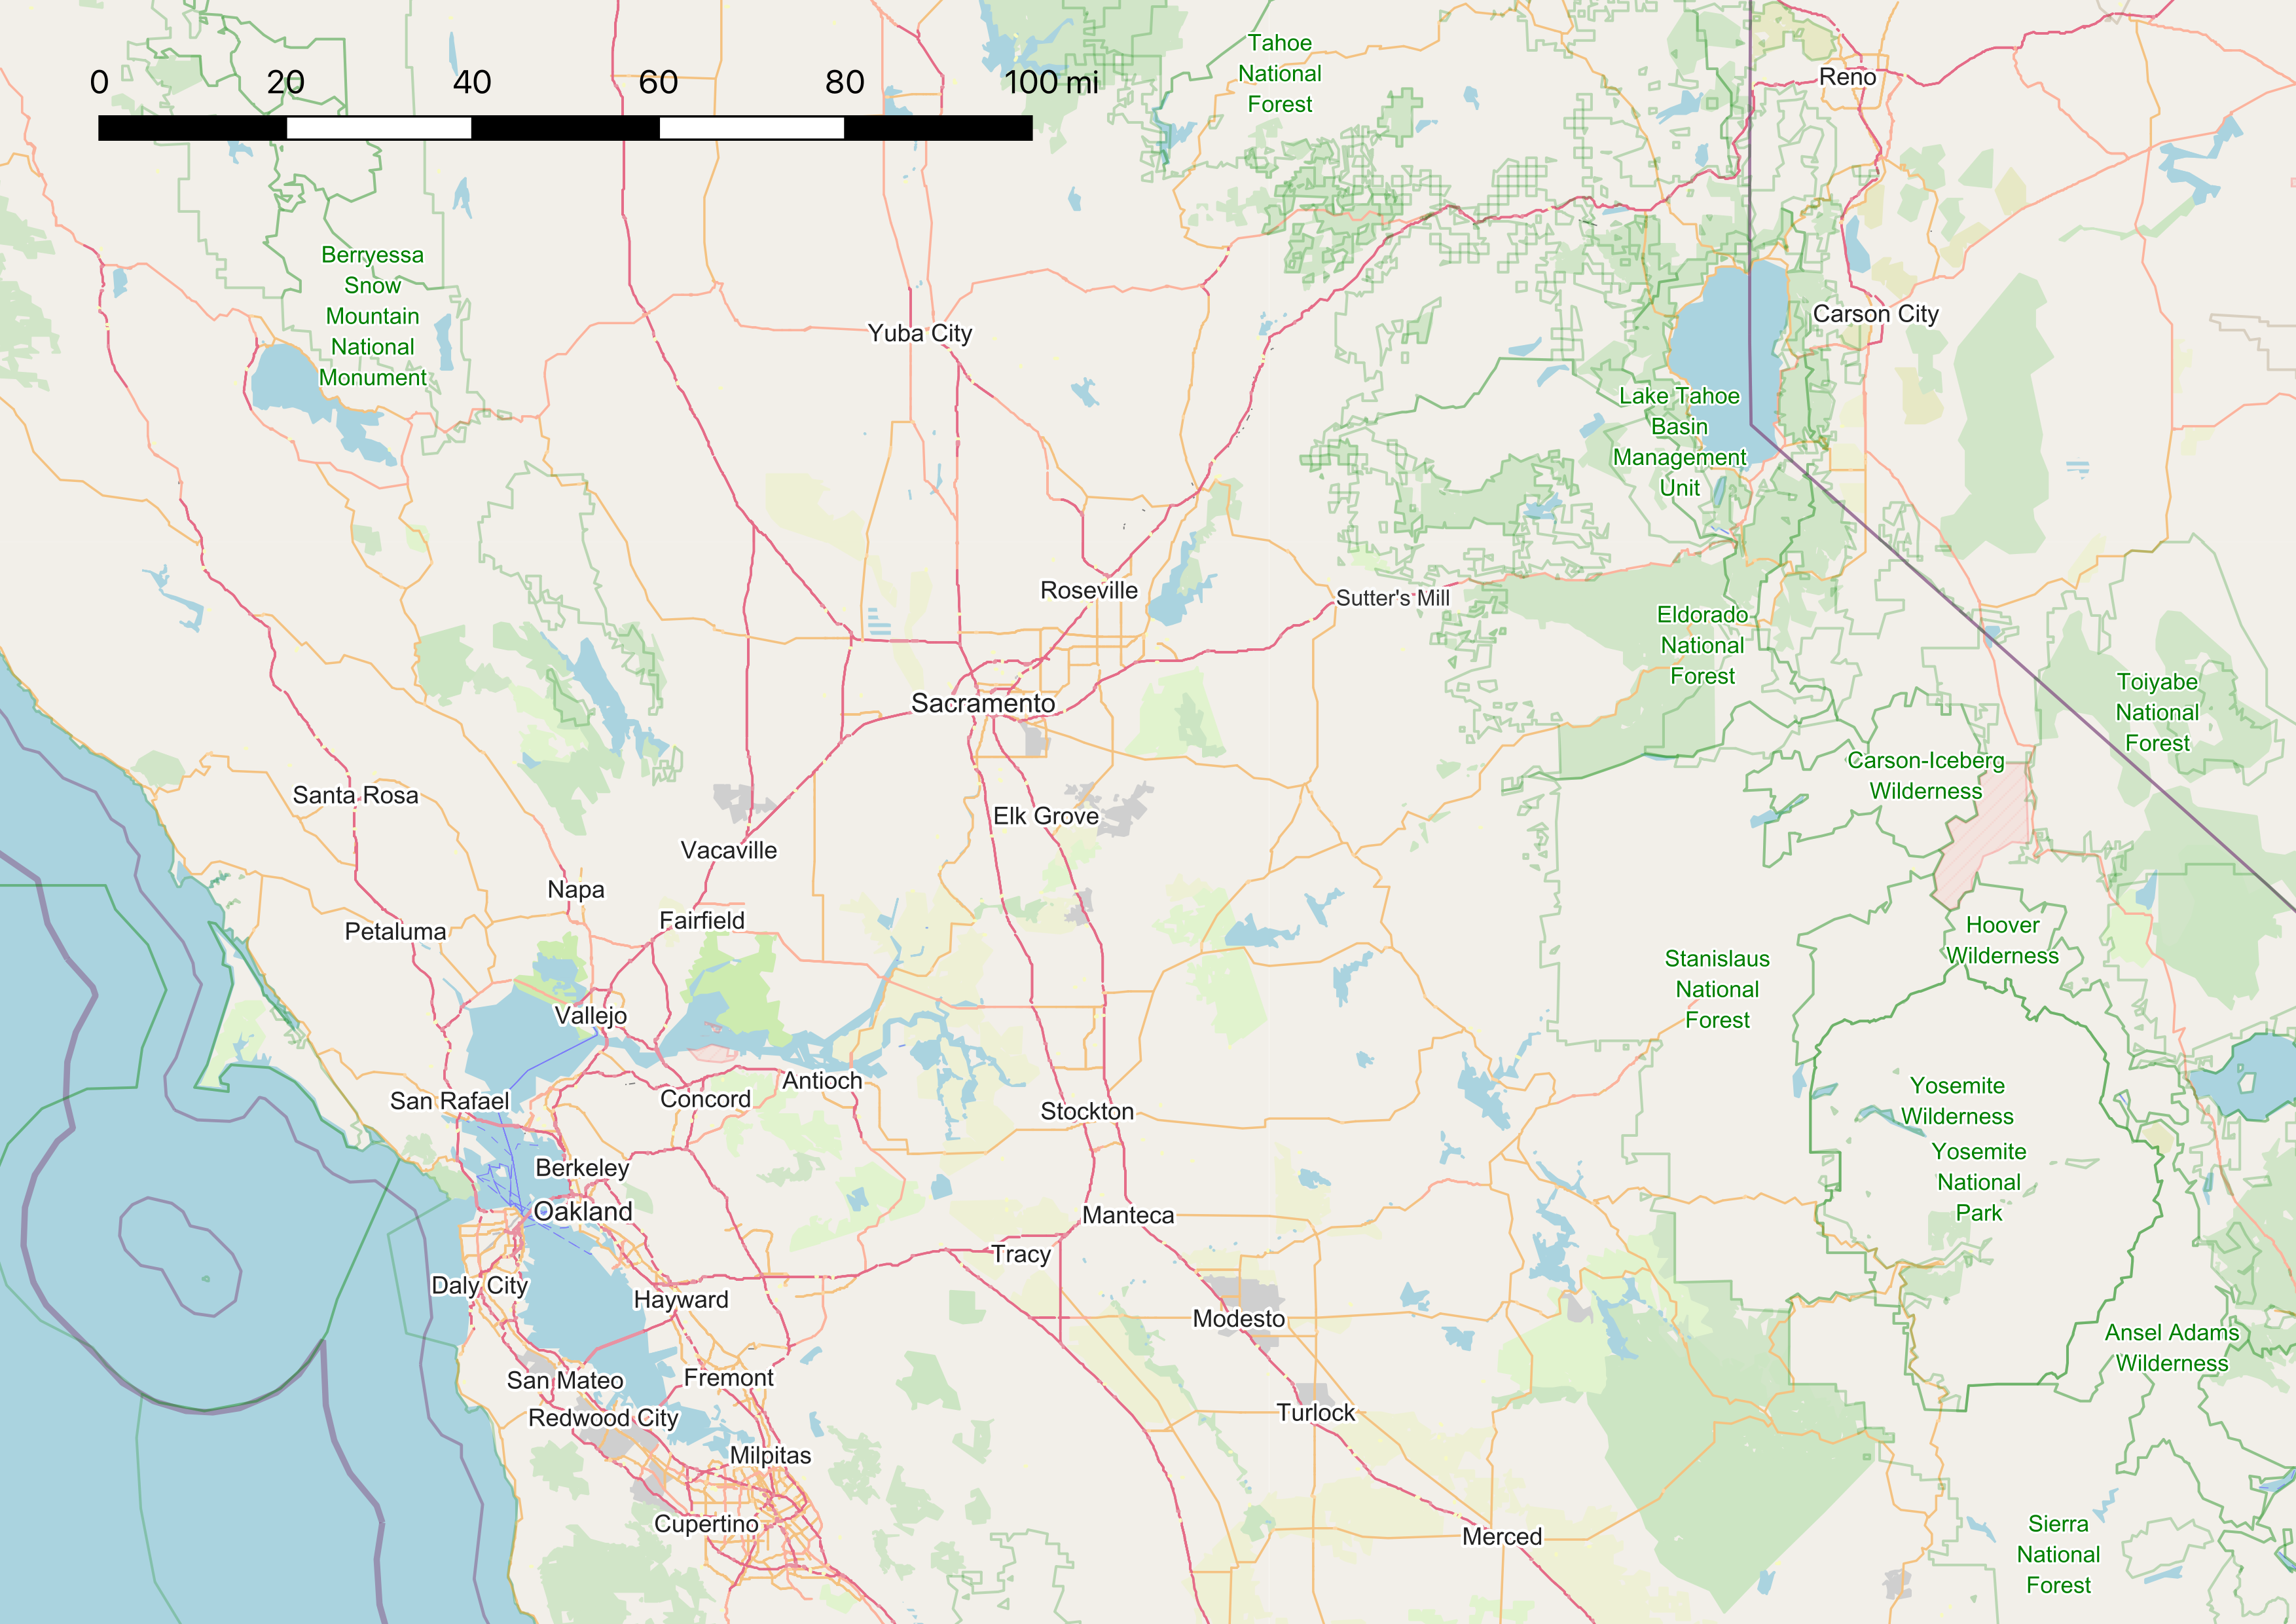 0 20 40 60 80 100 mi
Tahoe
National
Forest
Reno
Berryessa
Snow
Mountain
National
Monument
Yuba City
Carson City
Lake Tahoe
Basin
Management
Unit
Roseville
Sutter's Mill
Eldorado
National
Forest
Sacramento
Toiyabe
National
Forest
Carson-Iceberg
Wilderness
Santa Rosa
Elk Grove
Vacaville
Napa
Fairfield
Petaluma
Hoover
Wilderness
Stanislaus
National
Forest
Vallejo
Antioch
San Rafael
Concord
Stockton
Yosemite
Wilderness
Yosemite
National
Park
Berkeley
Oakland
Manteca
Tracy
Daly City
Hayward
Modesto
Ansel Adams
Wilderness
San Mateo
Fremont
Redwood City
Turlock
Milpitas
Cupertino
Merced
Sierra
National
Forest